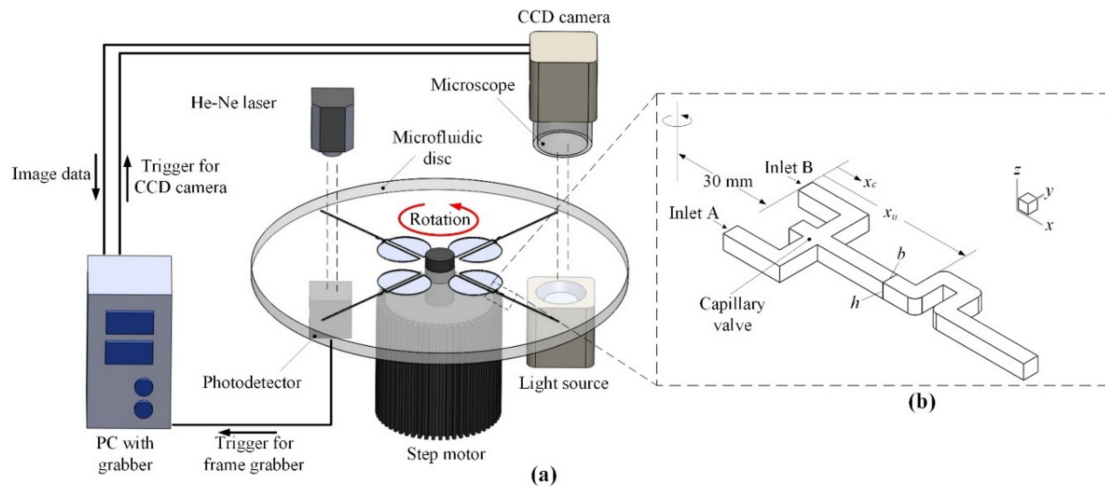 CCD camera
Microscope
He-Ne laser
Microfluidic
disc
Image data
Trigger for
CCD camera
Rotation
Photodetector
Light source
PC with
grabber
Trigger for
frame grabber
Step motor
(a)
30 mm
Inlet B
Inlet A
x_c
x_u
b
h
Capillary
valve
z
y
x
(b)